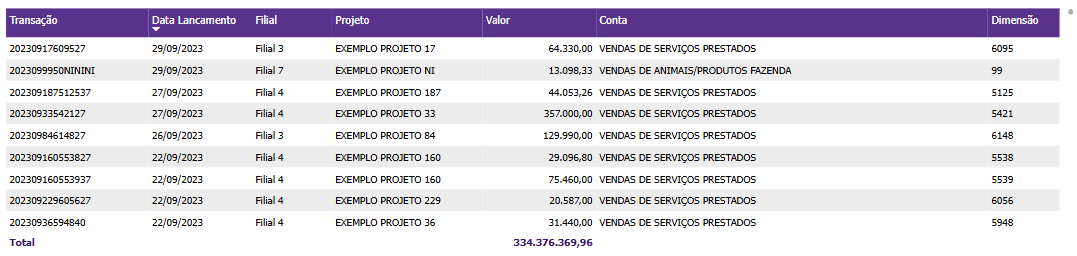 Transação Data Lancamento Filial Projeto Valor Conta Dimensão
20230917609527 29/09/2023 Filial 3 EXEMPLO PROJETO 17 64.330,00 VENDAS DE SERVIÇOS PRESTADOS 6095
2023099950NININI 29/09/2023 Filial 7 EXEMPLO PROJETO NI 13.098,33 VENDAS DE ANIMAIS/PRODUTOS FAZENDA 99
20230918751253​7 27/09/2023 Filial 4 EXEMPLO PROJETO 187 44.053,26 VENDAS DE SERVIÇOS PRESTADOS 5125
20230933542127 27/09/2023 Filial 4 EXEMPLO PROJETO 33 357.000,00 VENDAS DE SERVIÇOS PRESTADOS 5421
20230984614827 26/09/2023 Filial 3 EXEMPLO PROJETO 84 129.990,00 VENDAS DE SERVIÇOS PRESTADOS 6148
202309160553827 22/09/2023 Filial 4 EXEMPLO PROJETO 160 29.096,80 VENDAS DE SERVIÇOS PRESTADOS 5538
202309160553937 22/09/2023 Filial 4 EXEMPLO PROJETO 160 75.460,00 VENDAS DE SERVIÇOS PRESTADOS 5539
202309229605627 22/09/2023 Filial 4 EXEMPLO PROJETO 229 20.587,00 VENDAS DE SERVIÇOS PRESTADOS 6056
20230936594840 22/09/2023 Filial 4 EXEMPLO PROJETO 36 31.440,00 VENDAS DE SERVIÇOS PRESTADOS 5948
Total 334.376.369,96